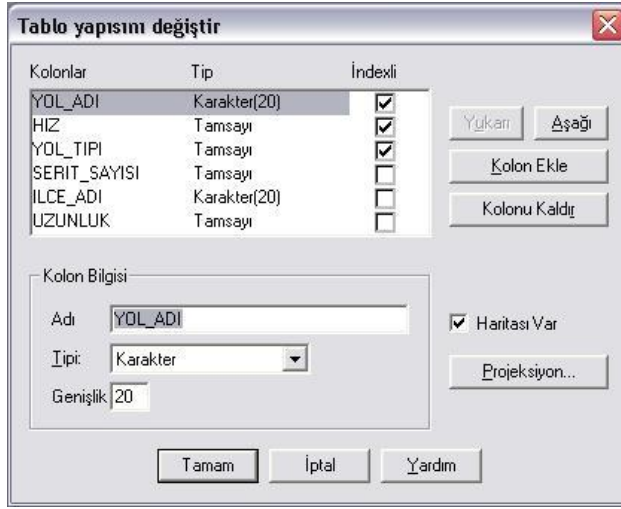 Tablo yapısını değiştir
Kolonlar Tip İndexli
YOL_ADI Karakter(20)
HIZ Tamsayı
YOL_TIPI Tamsayı
SERIT_SAYISI Tamsayı
ILCE_ADI Karakter(20)
UZUNLUK Tamsayı
Yukarı Aşağı
Kolon Ekle
Kolonu Kaldır
Kolon Bilgisi
Adı YOL_ADI
Tipi: Karakter
Genişlik 20
Haritası Var
Projeksiyon...
Tamam İptal Yardım